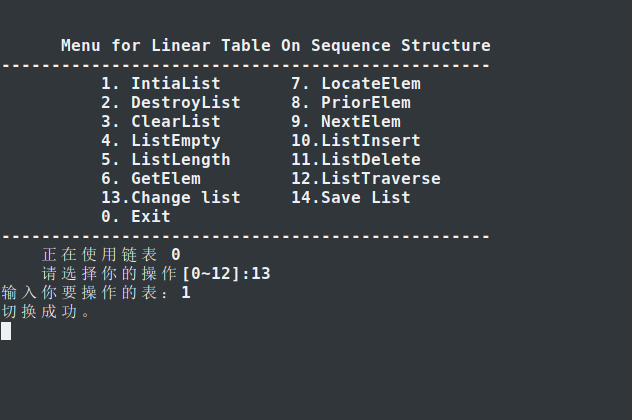 Menu for Linear Table On Sequence Structure
-------------------------------------------------
1. IntiaList 7. LocateElem
2. DestroyList 8. PriorElem
3. ClearList 9. NextElem
4. ListEmpty 10.ListInsert
5. ListLength 11.ListDelete
6. GetElem 12.ListTraverse
13.Change list 14.Save List
0. Exit
-------------------------------------------------
正在使用链表 0
请选择你的操作[0~12]:13
输入你要操作的表：1
切换成功。